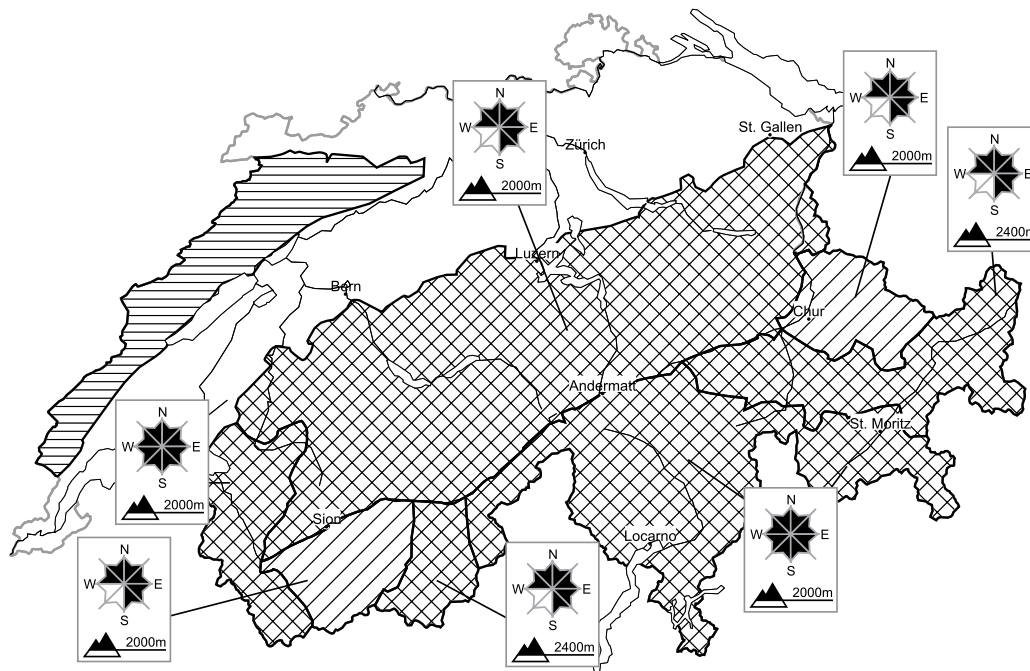 N
W E
S
2000m
N
W E
S
2000m
N
W E
S
2400m
St. Gallen
Zürich
Luzern
Bern
Chur
Andermatt
St. Moritz
N
W E
S
2000m
Sion
Locarno
N
W E
S
2000m
N
W E
S
2400m
N
W E
S
2000m